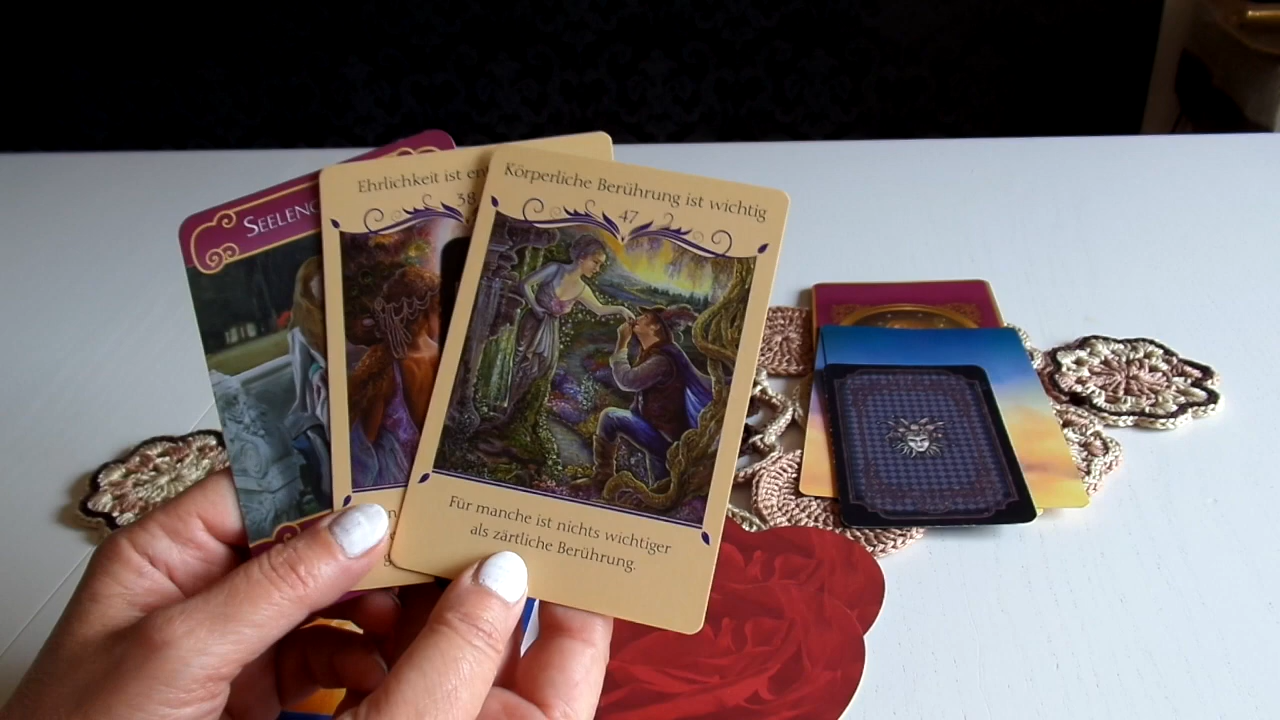 SEELEN
Ehrlichkeit ist
38
Körperliche Berührung ist wichtig
47
Für manche ist nichts wichtiger
als zärtliche Berührung.